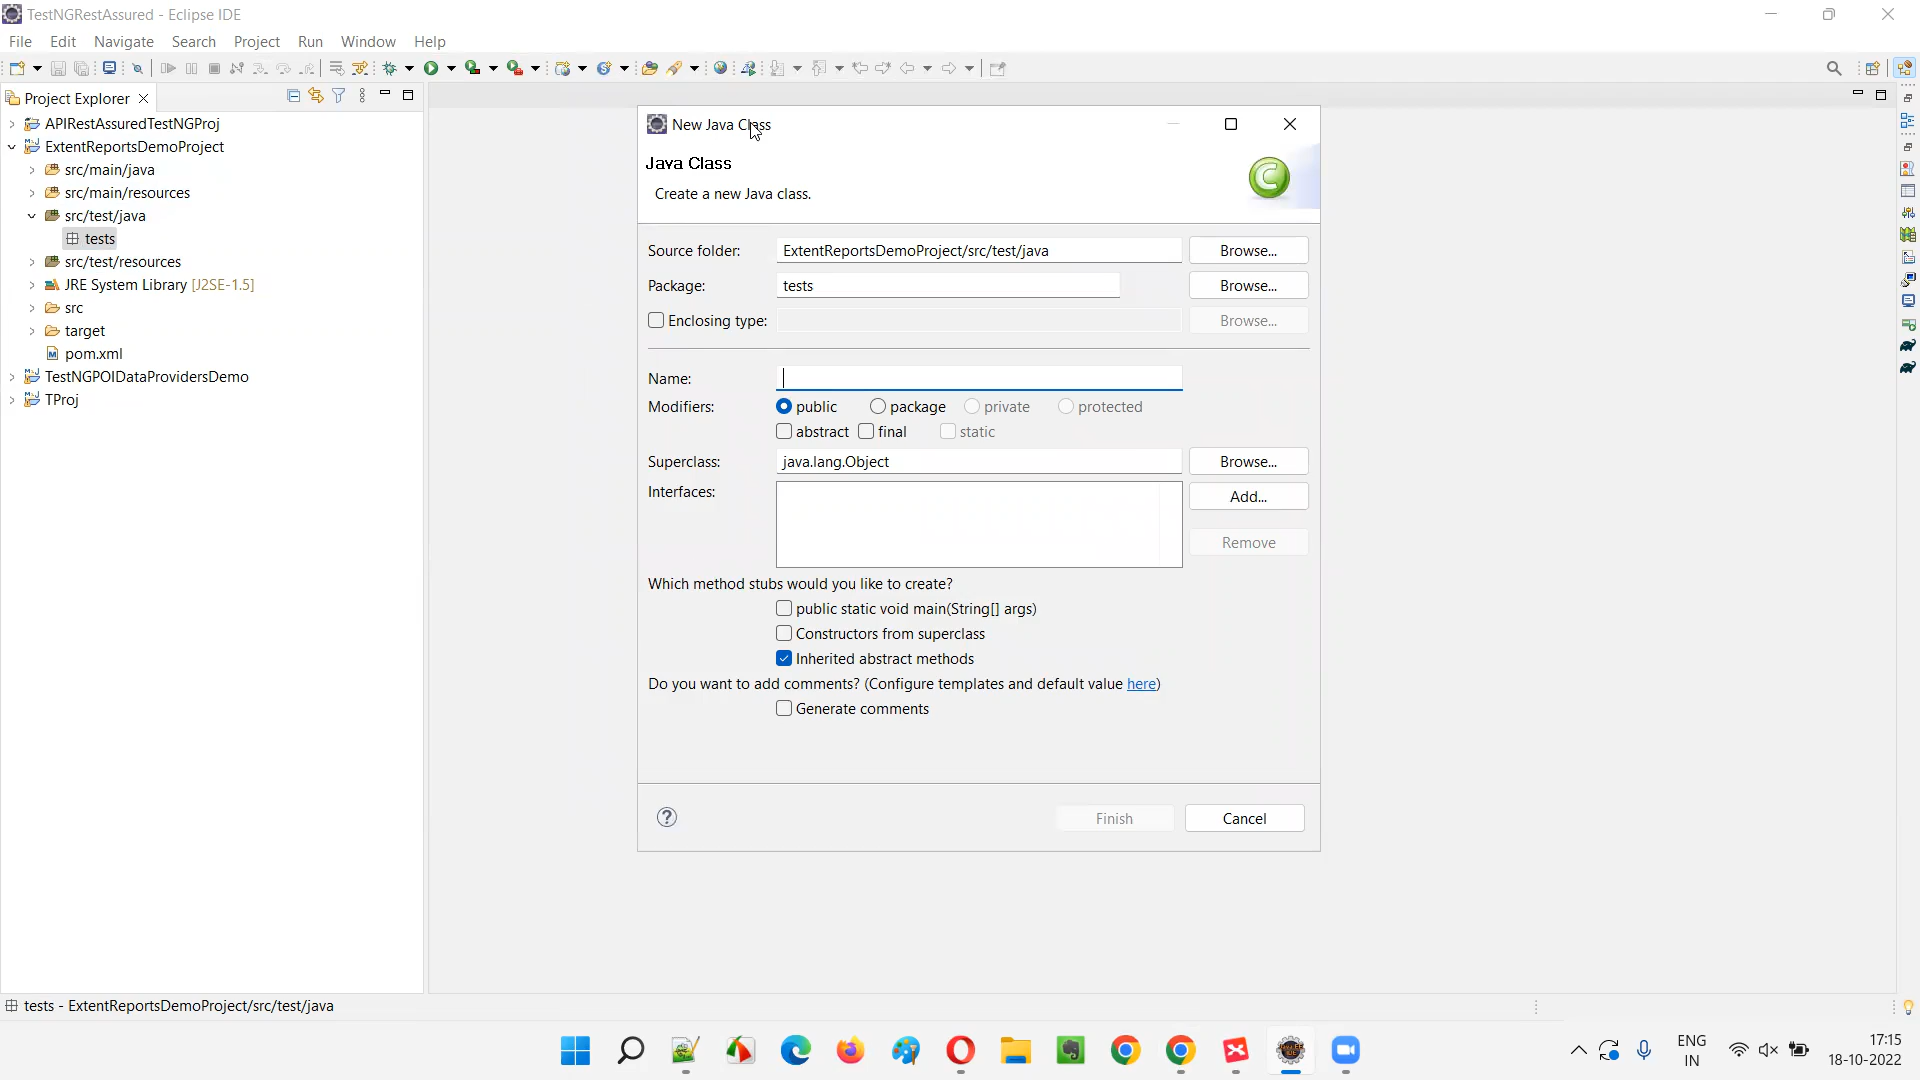 TestNGRestAssured - Eclipse IDE
File Edit Navigate Search Project Run Window Help
Project Explorer
APIRestAssuredTestNGProj
ExtentReportsDemoProject
src/main/java
src/main/resources
src/test/java
tests
src/test/resources
JRE System Library [J2SE-1.5]
src
target
pom.xml
TestNGPOIDataProvidersDemo
TProj
New Java Class
Java Class
Create a new Java class.
Source folder: ExtentReportsDemoProject/src/test/java Browse...
Package: tests Browse...
Enclosing type: Browse...
Name:
Modifiers: public package private protected
abstract final static
Superclass: java.lang.Object Browse...
Interfaces: Add...
Remove
Which method stubs would you like to create?
public static void main(String[] args)
Constructors from superclass
Inherited abstract methods
Do you want to add comments? (Configure templates and default value here)
Generate comments
Finish Cancel
tests - ExtentReportsDemoProject/src/test/java
ENG 17:15
IN 18-10-2022